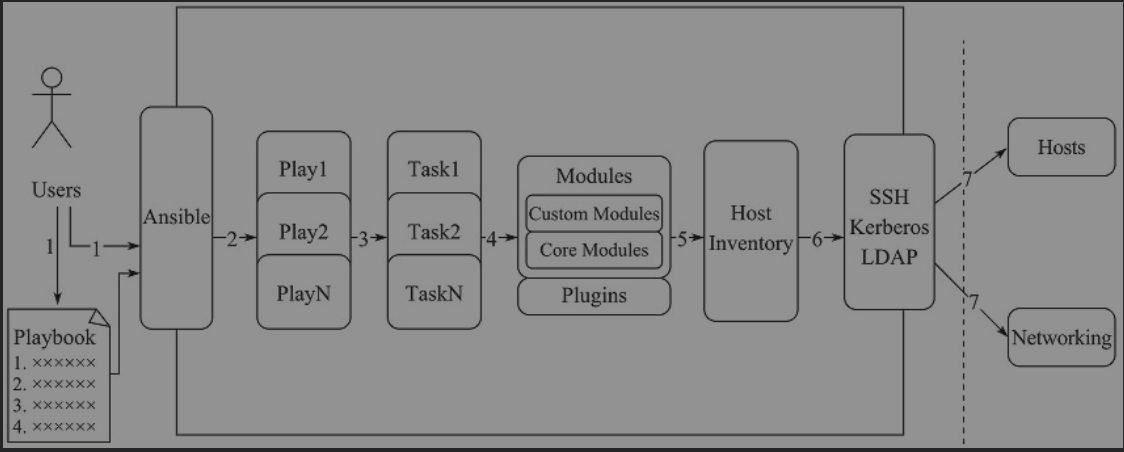 Users
1
1
Playbook
1. ××××××
2. ××××××
3. ××××××
4. ××××××
Ansible
2
Play1
Play2
PlayN
3
Task1
Task2
TaskN
4
Modules
Custom Modules
Core Modules
Plugins
5
Host
Inventory
6
SSH
Kerberos
LDAP
7
Hosts
7
Networking